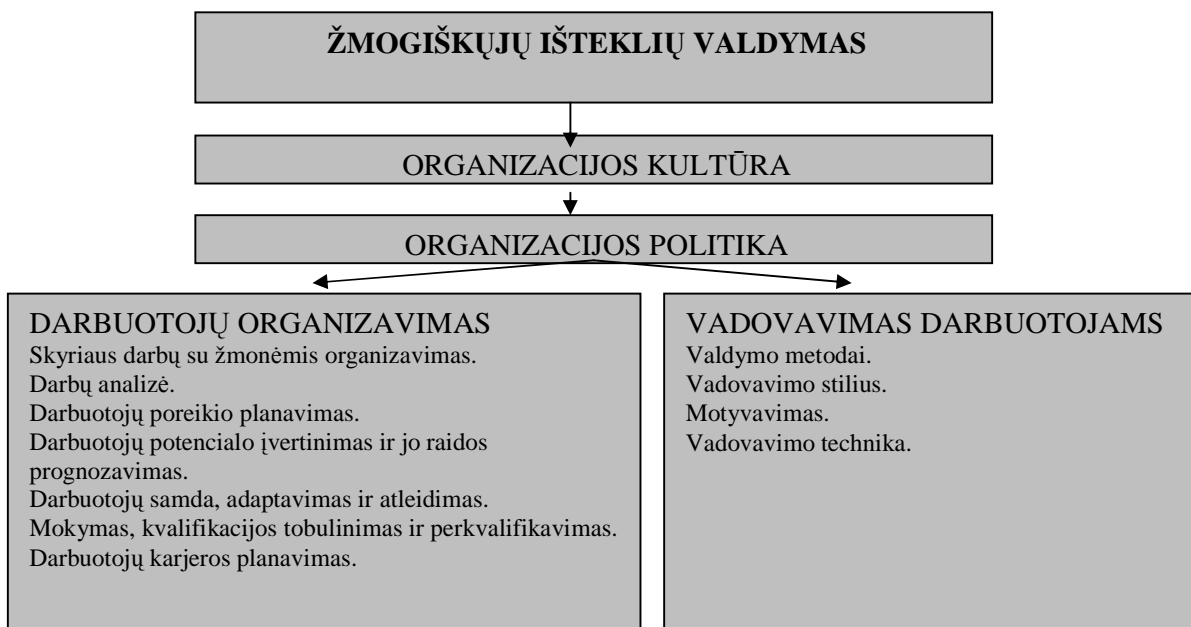 ŽMOGIŠKŲJŲ IŠTEKLIŲ VALDYMAS
ORGANIZACIJOS KULTŪRA
ORGANIZACIJOS POLITIKA
DARBUOTOJŲ ORGANIZAVIMAS
Skyriaus darbų su žmonėmis organizavimas.
Darbų analizė.
Darbuotojų poreikio planavimas.
Darbuotojų potencialo įvertinimas ir jo raidos
prognozavimas.
Darbuotojų samda, adaptavimas ir atleidimas.
Mokymas, kvalifikacijos tobulinimas ir perkvalifikavimas.
Darbuotojų karjeros planavimas.
VADOVAVIMAS DARBUOTOJAMS
Valdymo metodai.
Vadovavimo stilius.
Motyvavimas.
Vadovavimo technika.